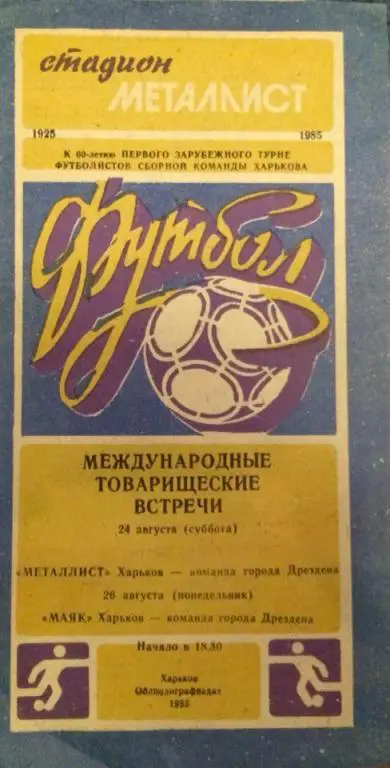 стадион
МЕТАЛЛИСТ
1925 1985
К 60-летию ПЕРВОГО ЗАРУБЕЖНОГО ТУРНЕ
ФУТБОЛИСТОВ СБОРНОЙ КОМАНДЫ ХАРЬКОВА
Футбол
МЕЖДУНАРОДНЫЕ
ТОВАРИЩЕСКИЕ
ВСТРЕЧИ
24 августа (суббота)
«МЕТАЛЛИСТ» Харьков — команда города Дрездена
26 августа (понедельник)
«МАЯК» Харьков — команда города Дрездена
Начало в 18.30
Харьков
Облполиграфиздат
1985